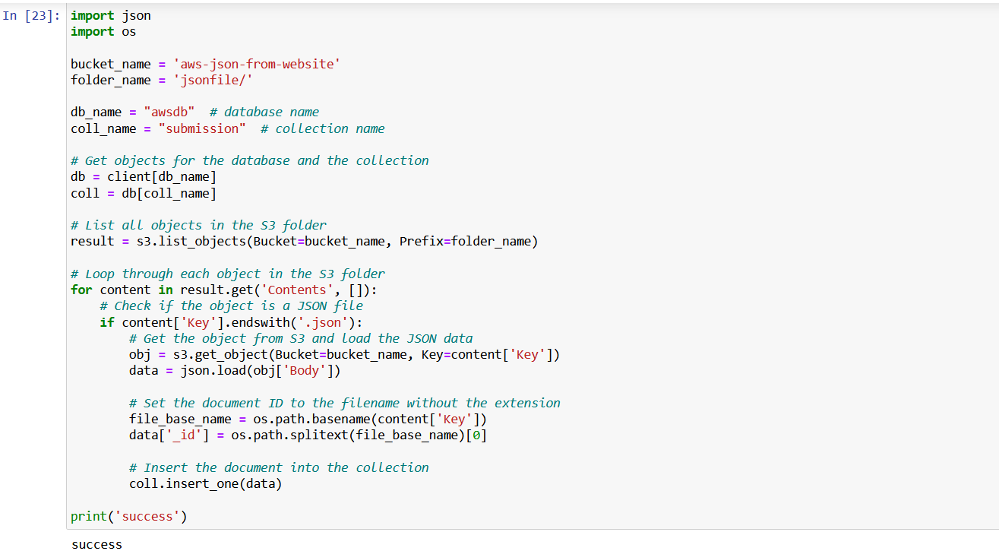 In [23]: import json
import os
bucket_name = 'aws-json-from-website'
folder_name = 'jsonfile/'
db_name = "awsdb"  # database name
coll_name = "submission"  # collection name
# Get objects for the database and the collection
db = client[db_name]
coll = db[coll_name]
# List all objects in the S3 folder
result = s3.list_objects(Bucket=bucket_name, Prefix=folder_name)
# Loop through each object in the S3 folder
for content in result.get('Contents', []):
    # Check if the object is a JSON file
    if content['Key'].endswith('.json'):
        # Get the object from S3 and load the JSON data
        obj = s3.get_object(Bucket=bucket_name, Key=content['Key'])
        data = json.load(obj['Body'])
        # Set the document ID to the filename without the extension
        file_base_name = os.path.basename(content['Key'])
        data['_id'] = os.path.splitext(file_base_name)[0]
        # Insert the document into the collection
        coll.insert_one(data)
print('success')
success